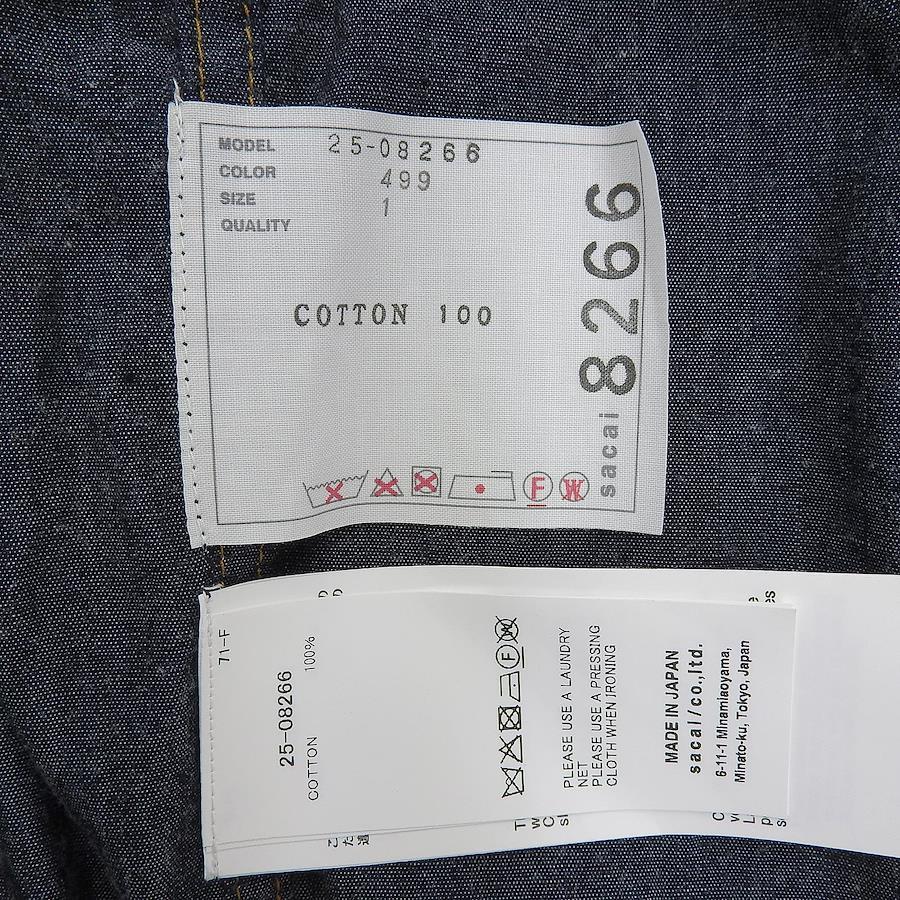 MODEL 25-08266
COLOR 499
SIZE 1
QUALITY
COTTON 100
F W
sacai 8266
71-F
25-08266
COTTON 100%
F W
PLEASE USE A LAUNDRY
NET
PLEASE USE A PRESSING
CLOTH WHEN IRONING
MADE IN JAPAN
sacai/co.,ltd.
6-11-1 Minamiaoyama,
Minato-ku, Tokyo, Japan